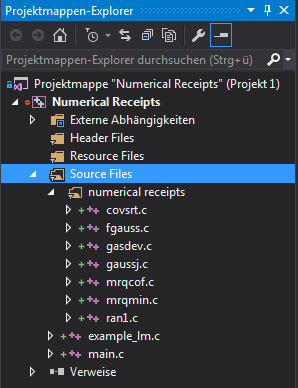 Projektmappen-Explorer
Projektmappen-Explorer durchsuchen (Strg+ü)
Projektmappe "Numerical Receipts" (Projekt 1)
Numerical Receipts
Externe Abhängigkeiten
Header Files
Resource Files
Source Files
numerical receipts
covsrt.c
fgauss.c
gasdev.c
gaussj.c
mrqcof.c
mrqmin.c
ran1.c
example_lm.c
main.c
Verweise